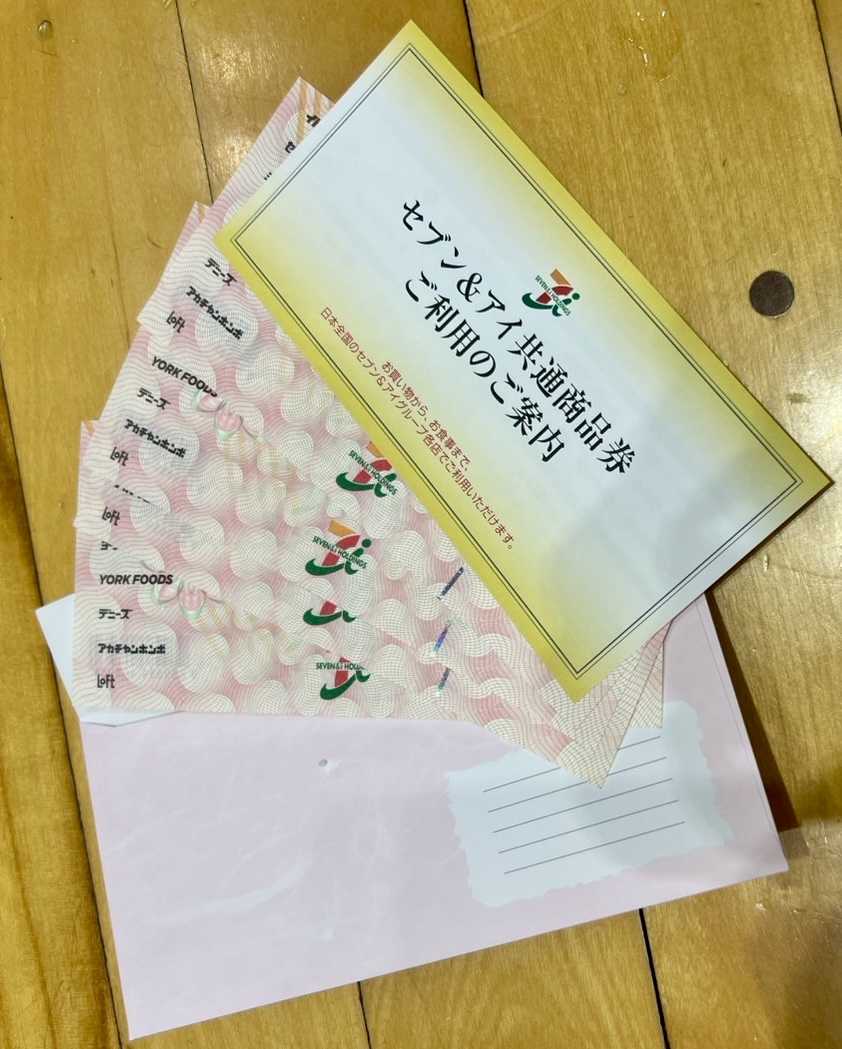 SEVEN&i HOLDINGS
セブン&アイ共通商品券
ご利用のご案内
お買い物から、お食事まで、
日本全国のセブン&アイグループ各店でご利用いただけます。
デニーズ
アカチャンホンポ
Loft
YORK FOODS
デニーズ
アカチャンホンポ
Loft
SEVEN&i HOLDINGS
Loft
SEVEN&i HOLDINGS
YORK FOODS
デニーズ
アカチャンホンポ
Loft